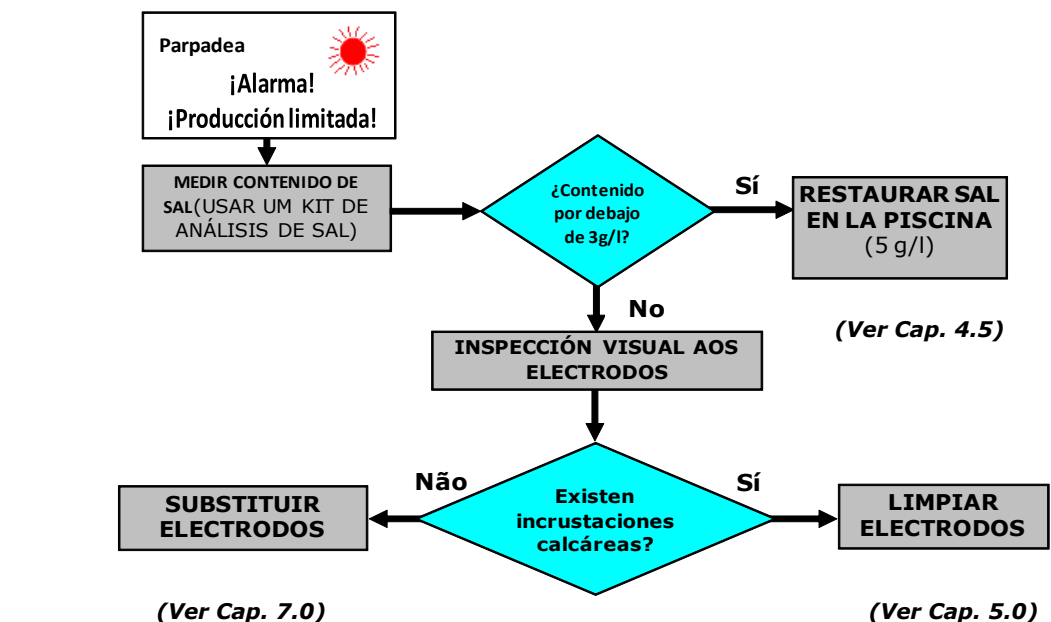 Parpadea
¡Alarma!
¡Producción limitada!
MEDIR CONTENIDO DE
SAL(USAR UM KIT DE
ANÁLISIS DE SAL)
¿Contenido
por debajo
de 3g/l?
Sí
RESTAURAR SAL
EN LA PISCINA
(5 g/l)
(Ver Cap. 4.5)
No
INSPECCIÓN VISUAL AOS
ELECTRODOS
Existen
incrustaciones
calcáreas?
Não
SUBSTITUIR
ELECTRODOS
(Ver Cap. 7.0)
Sí
LIMPIAR
ELECTRODOS
(Ver Cap. 5.0)